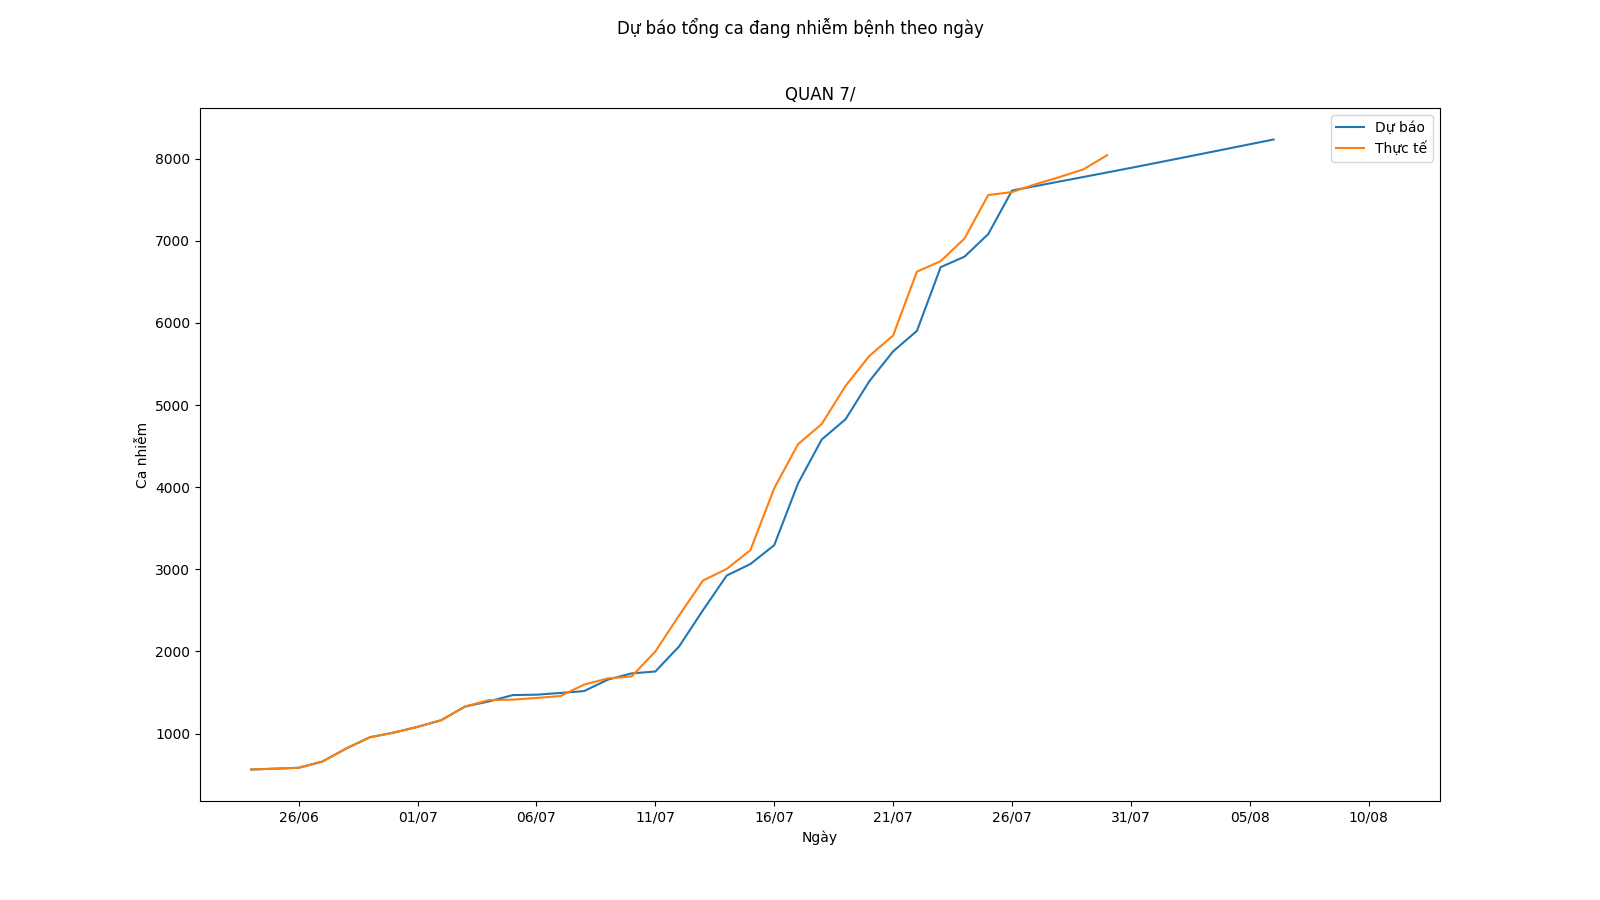 Dự báo tổng ca đang nhiễm bệnh theo ngày
QUAN 7/
Dự báo
Thực tế
8000
7000
6000
5000
4000
3000
2000
1000
Ca nhiễm
26/06 01/07 06/07 11/07 16/07 21/07 26/07 31/07 05/08 10/08
Ngày